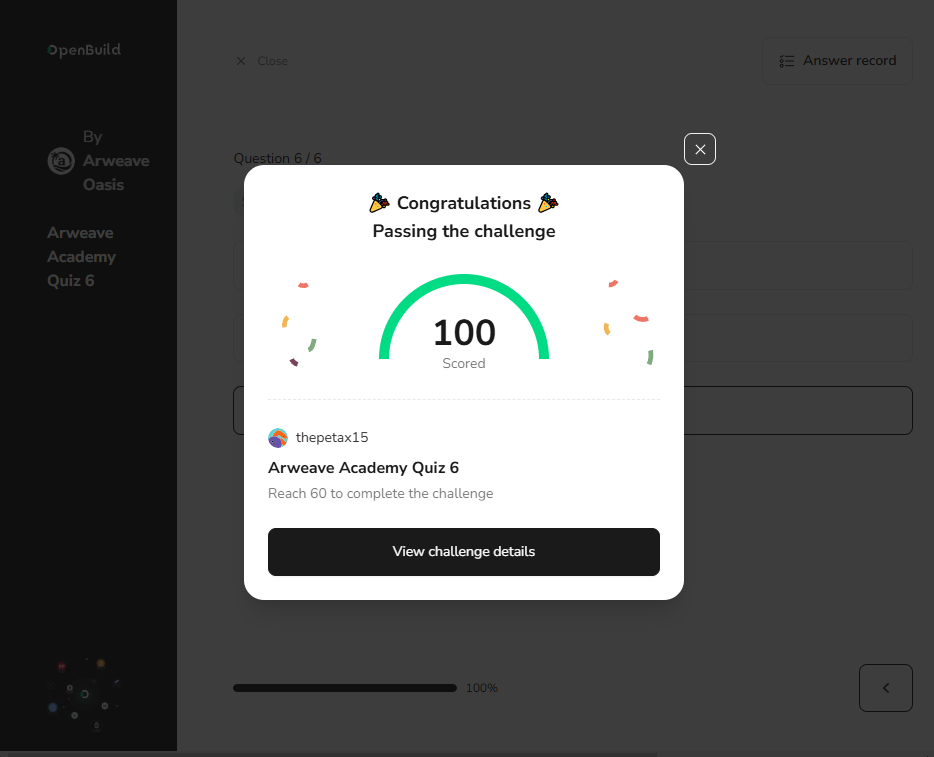 OpenBuild
By
Arweave
Oasis
Arweave
Academy
Quiz 6
Close
Answer record
Question 6 / 6
Congratulations
Passing the challenge
100
Scored
thepetax15
Arweave Academy Quiz 6
Reach 60 to complete the challenge
View challenge details
100%